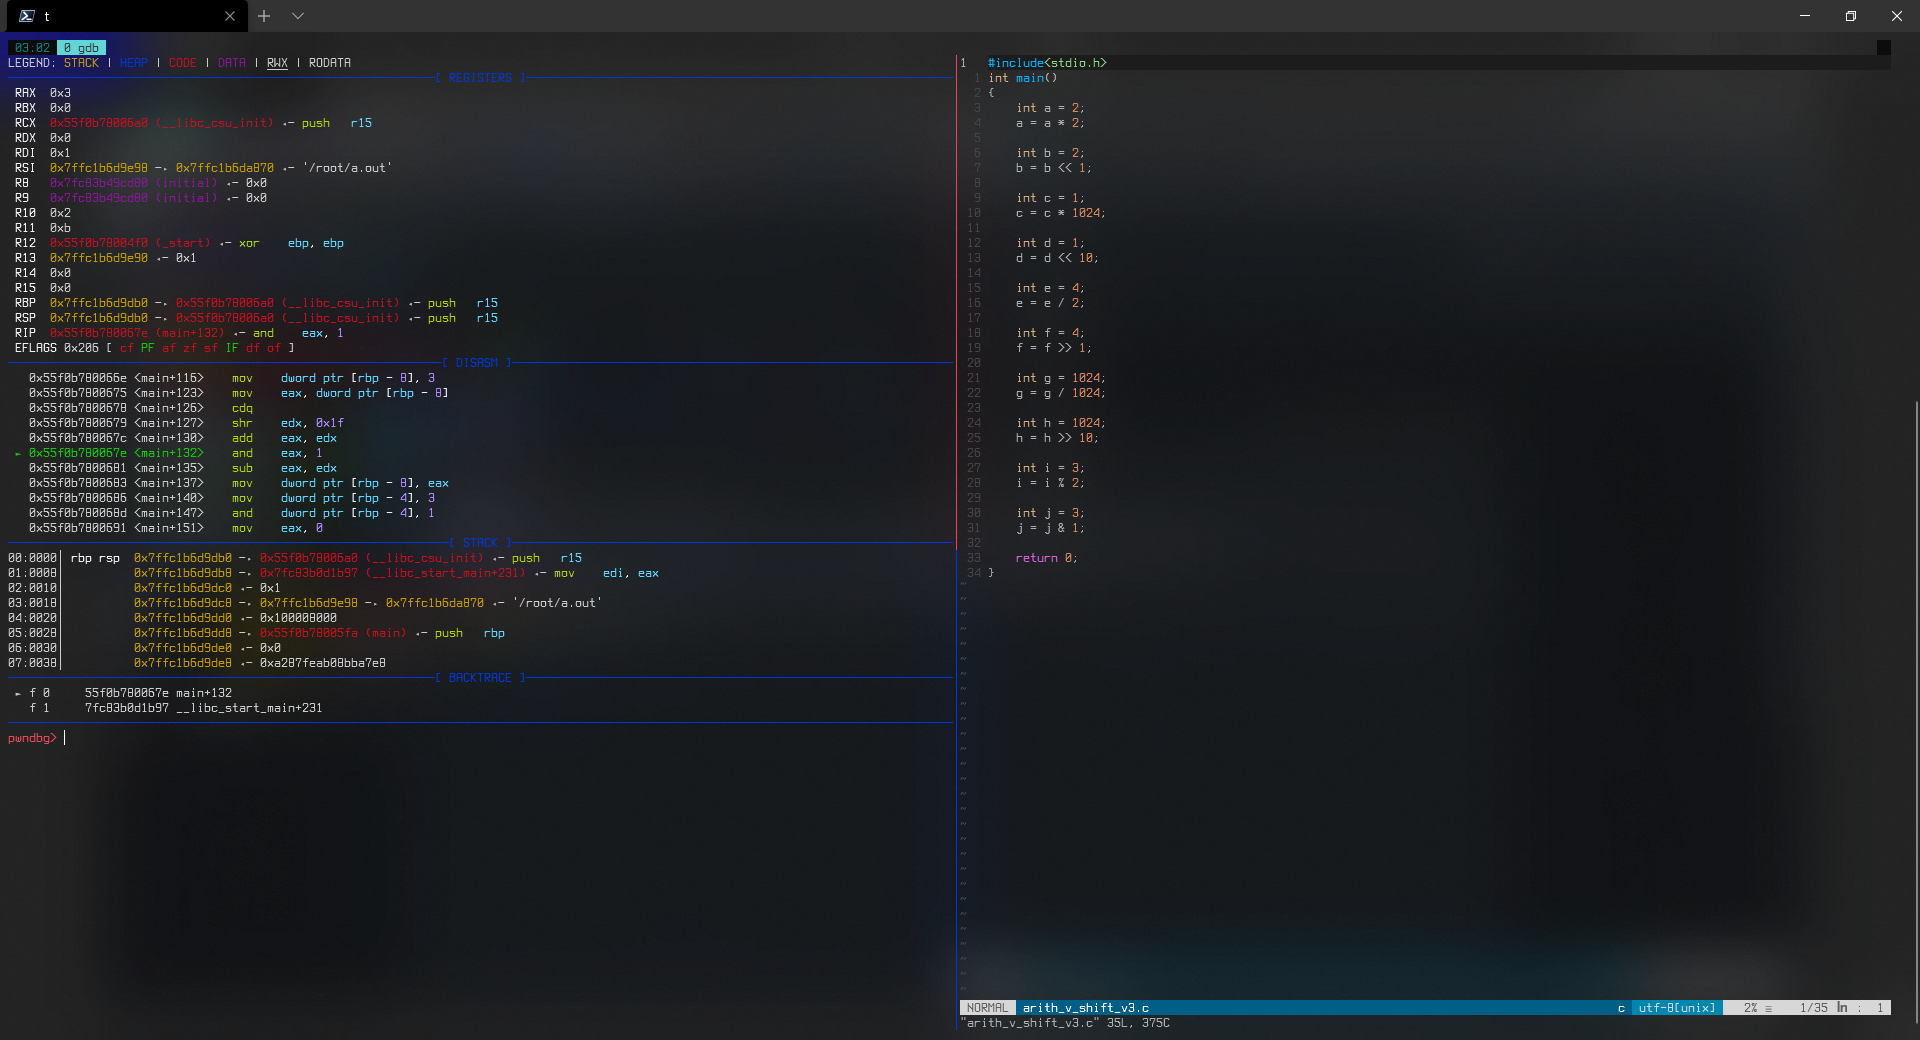 t
03:02 0 gdb
LEGEND: STACK | HEAP | CODE | DATA | RWX | RODATA
[ REGISTERS ]
RAX 0x3
RBX 0x0
RCX 0x55f0b78006a0 (__libc_csu_init) ◂— push r15
RDX 0x0
RDI 0x1
RSI 0x7ffc1b6d9e98 —▸ 0x7ffc1b6da870 ◂— '/root/a.out'
R8 0x7fc83b49cd80 (initial) ◂— 0x0
R9 0x7fc83b49cd80 (initial) ◂— 0x0
R10 0x2
R11 0xb
R12 0x55f0b78004f0 (_start) ◂— xor ebp, ebp
R13 0x7ffc1b6d9e90 ◂— 0x1
R14 0x0
R15 0x0
RBP 0x7ffc1b6d9db0 —▸ 0x55f0b78006a0 (__libc_csu_init) ◂— push r15
RSP 0x7ffc1b6d9db0 —▸ 0x55f0b78006a0 (__libc_csu_init) ◂— push r15
RIP 0x55f0b780067e (main+132) ◂— and eax, 1
EFLAGS 0x206 [ cf PF af zf sf IF df of ]
[ DISASM ]
0x55f0b780066e <main+116> mov dword ptr [rbp - 8], 3
0x55f0b7800675 <main+123> mov eax, dword ptr [rbp - 8]
0x55f0b7800678 <main+126> cdq
0x55f0b7800679 <main+127> shr edx, 0x1f
0x55f0b780067c <main+130> add eax, edx
► 0x55f0b780067e <main+132> and eax, 1
0x55f0b7800681 <main+135> sub eax, edx
0x55f0b7800683 <main+137> mov dword ptr [rbp - 8], eax
0x55f0b7800686 <main+140> mov dword ptr [rbp - 4], 3
0x55f0b780068d <main+147> and dword ptr [rbp - 4], 1
0x55f0b7800691 <main+151> mov eax, 0
[ STACK ]
00:0000│ rbp rsp 0x7ffc1b6d9db0 —▸ 0x55f0b78006a0 (__libc_csu_init) ◂— push r15
01:0008│ 0x7ffc1b6d9db8 —▸ 0x7fc83b0d1b97 (__libc_start_main+231) ◂— mov edi, eax
02:0010│ 0x7ffc1b6d9dc0 ◂— 0x1
03:0018│ 0x7ffc1b6d9dc8 —▸ 0x7ffc1b6d9e98 —▸ 0x7ffc1b6da870 ◂— '/root/a.out'
04:0020│ 0x7ffc1b6d9dd0 ◂— 0x100008000
05:0028│ 0x7ffc1b6d9dd8 —▸ 0x55f0b78005fa (main) ◂— push rbp
06:0030│ 0x7ffc1b6d9de0 ◂— 0x0
07:0038│ 0x7ffc1b6d9de8 ◂— 0xa287feab08bba7e8
[ BACKTRACE ]
► f 0 55f0b780067e main+132
f 1 7fc83b0d1b97 __libc_start_main+231
pwndbg>
1 #include<stdio.h>
1 int main()
2 {
3 int a = 2;
4 a = a * 2;
5
6 int b = 2;
7 b = b << 1;
8
9 int c = 1;
10 c = c * 1024;
11
12 int d = 1;
13 d = d << 10;
14
15 int e = 4;
16 e = e / 2;
17
18 int f = 4;
19 f = f >> 1;
20
21 int g = 1024;
22 g = g / 1024;
23
24 int h = 1024;
25 h = h >> 10;
26
27 int i = 3;
28 i = i % 2;
29
30 int j = 3;
31 j = j & 1;
32
33 return 0;
34 }
NORMAL arith_v_shift_v3.c c utf-8[unix] 2% ≡ 1/35 ln : 1
"arith_v_shift_v3.c" 35L, 375C